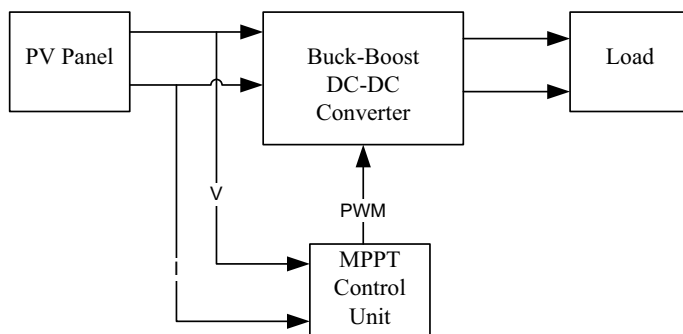 PV Panel
Buck-Boost
DC-DC
Converter
Load
V
PWM
I
MPPT
Control
Unit